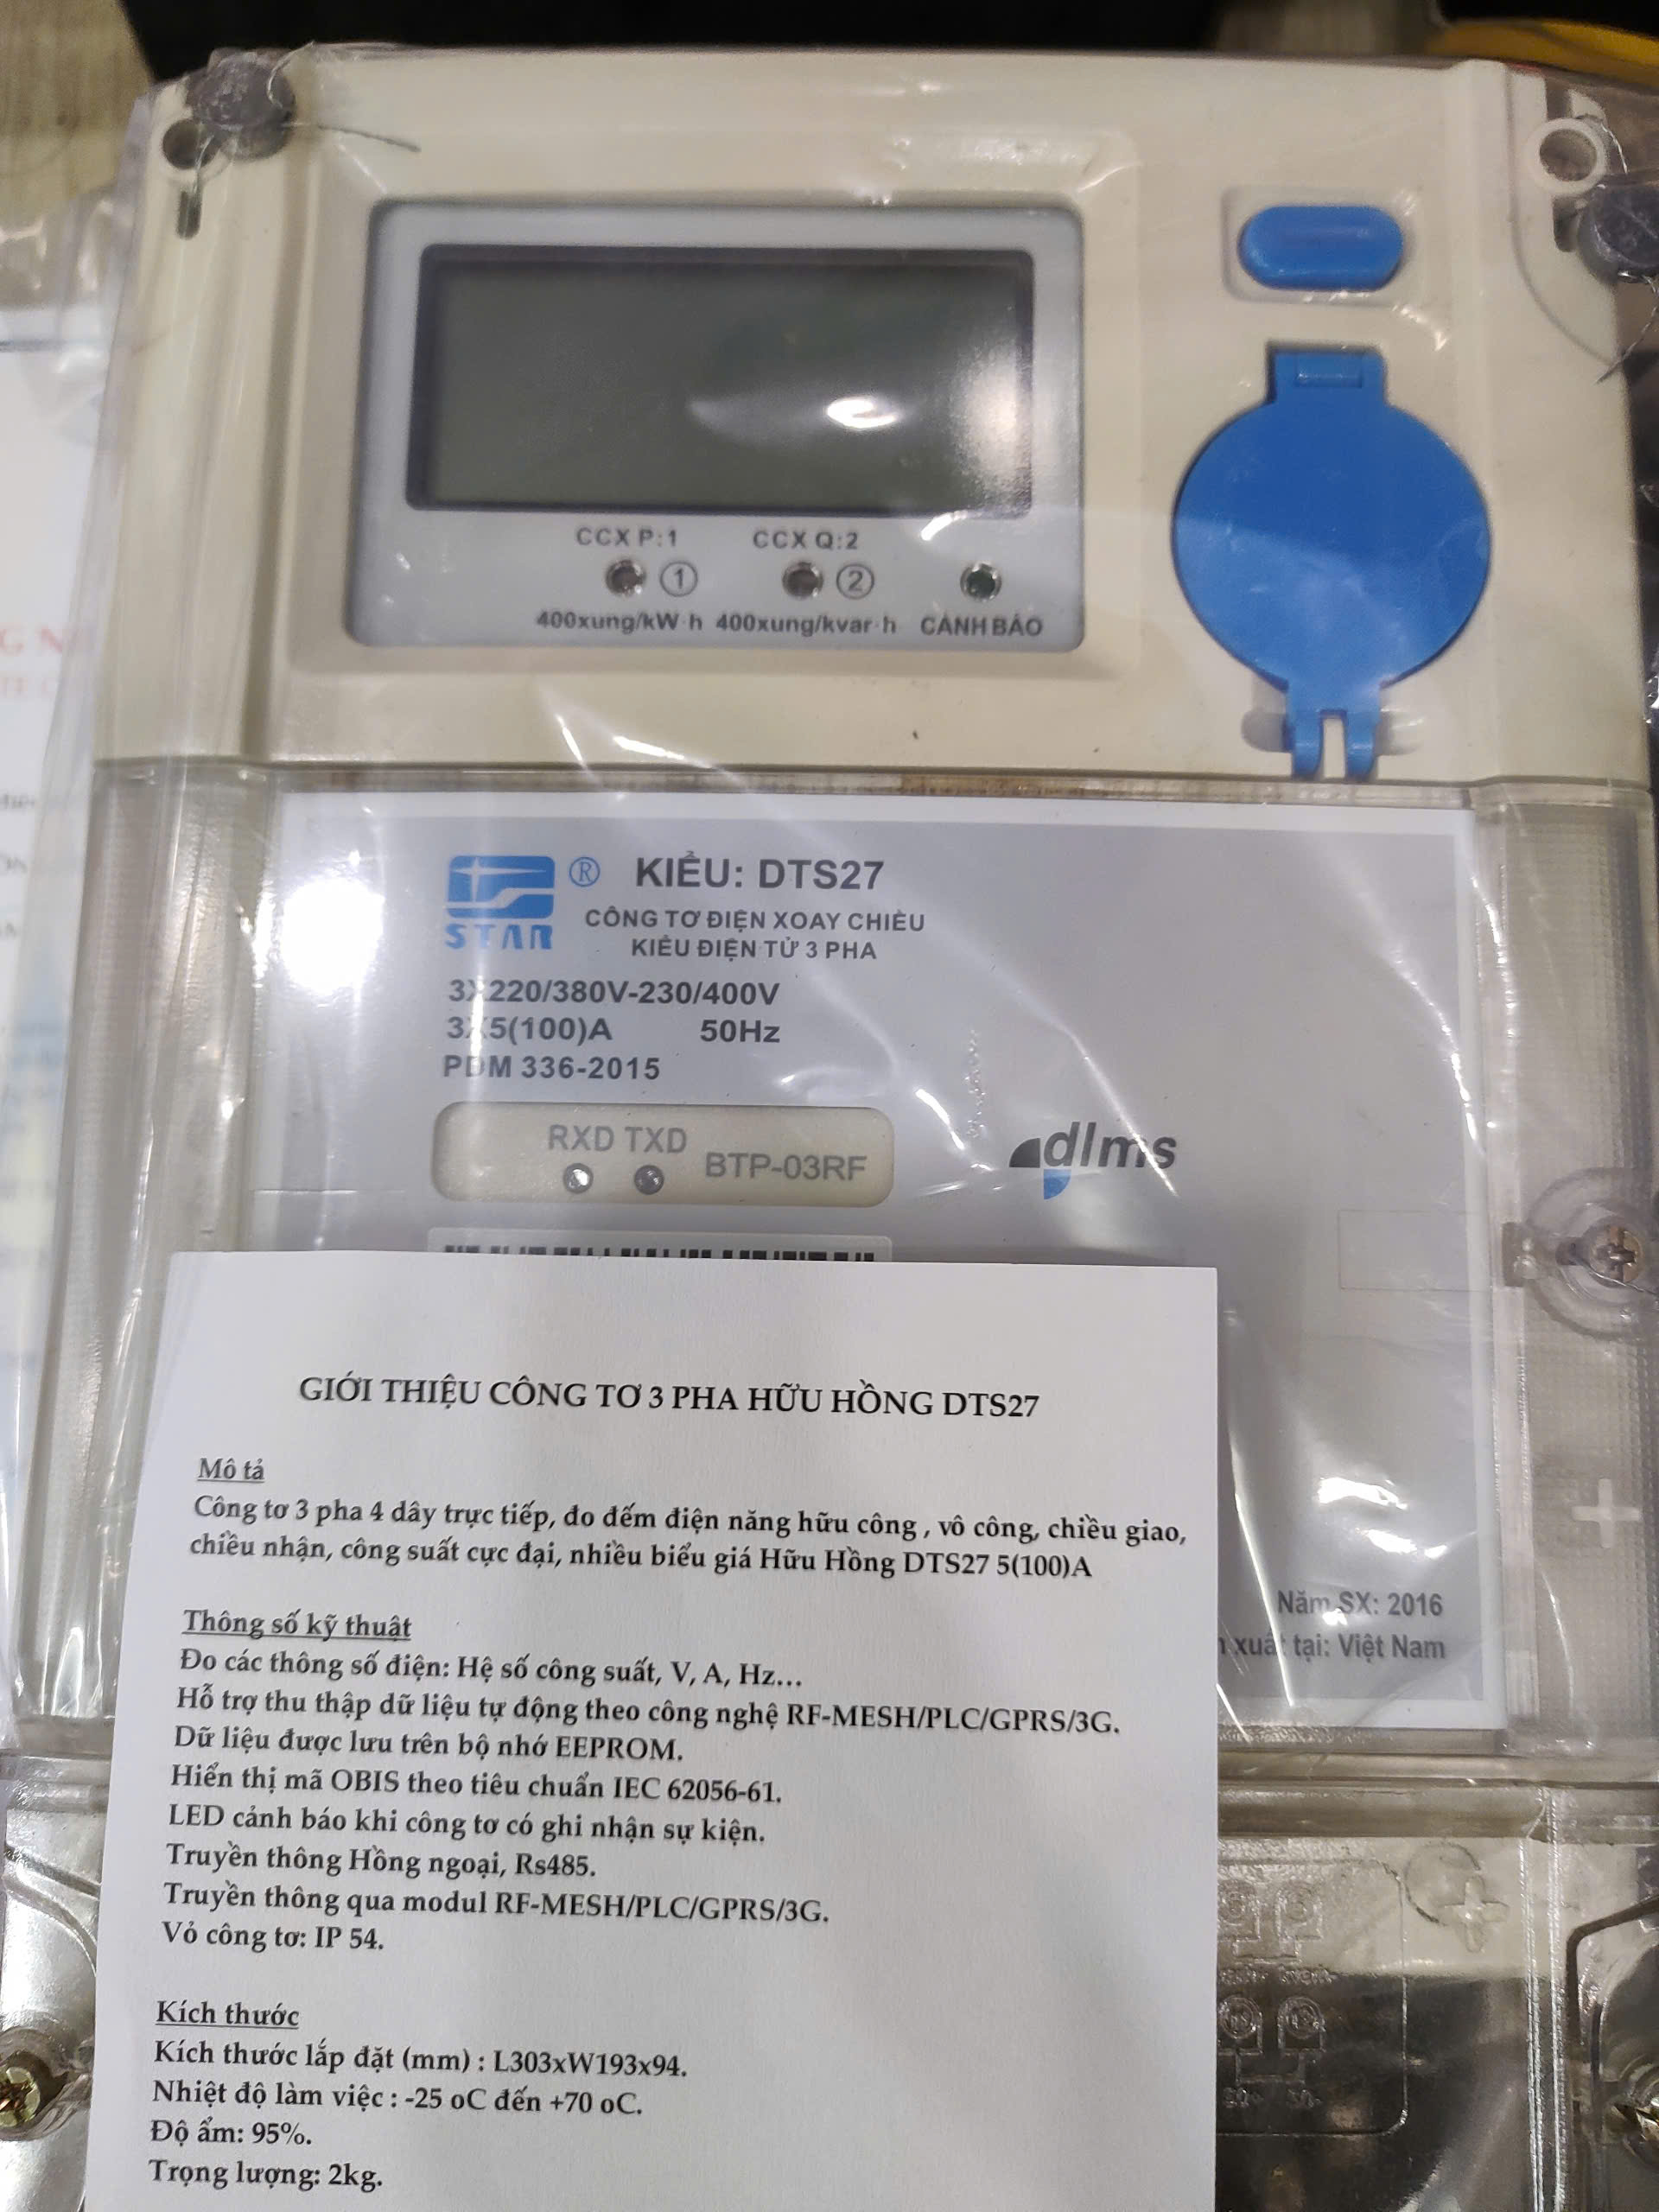 CCX P:1 CCX Q:2
① ②
400xung/kW·h 400xung/kvar·h CẢNH BÁO
STAR ® KIỂU: DTS27
CÔNG TƠ ĐIỆN XOAY CHIỀU
KIỂU ĐIỆN TỬ 3 PHA
3X220/380V-230/400V
3X5(100)A 50Hz
PDM 336-2015
RXD TXD BTP-03RF
dlms
Năm SX: 2016
xuất tại: Việt Nam
GIỚI THIỆU CÔNG TƠ 3 PHA HỮU HỒNG DTS27
Mô tả
Công tơ 3 pha 4 dây trực tiếp, đo đếm điện năng hữu công , vô công, chiều giao,
chiều nhận, công suất cực đại, nhiều biểu giá Hữu Hồng DTS27 5(100)A
Thông số kỹ thuật
Đo các thông số điện: Hệ số công suất, V, A, Hz...
Hỗ trợ thu thập dữ liệu tự động theo công nghệ RF-MESH/PLC/GPRS/3G.
Dữ liệu được lưu trên bộ nhớ EEPROM.
Hiển thị mã OBIS theo tiêu chuẩn IEC 62056-61.
LED cảnh báo khi công tơ có ghi nhận sự kiện.
Truyền thông Hồng ngoại, Rs485.
Truyền thông qua modul RF-MESH/PLC/GPRS/3G.
Vỏ công tơ: IP 54.
Kích thước
Kích thước lắp đặt (mm) : L303xW193x94.
Nhiệt độ làm việc : -25 oC đến +70 oC.
Độ ẩm: 95%.
Trọng lượng: 2kg.